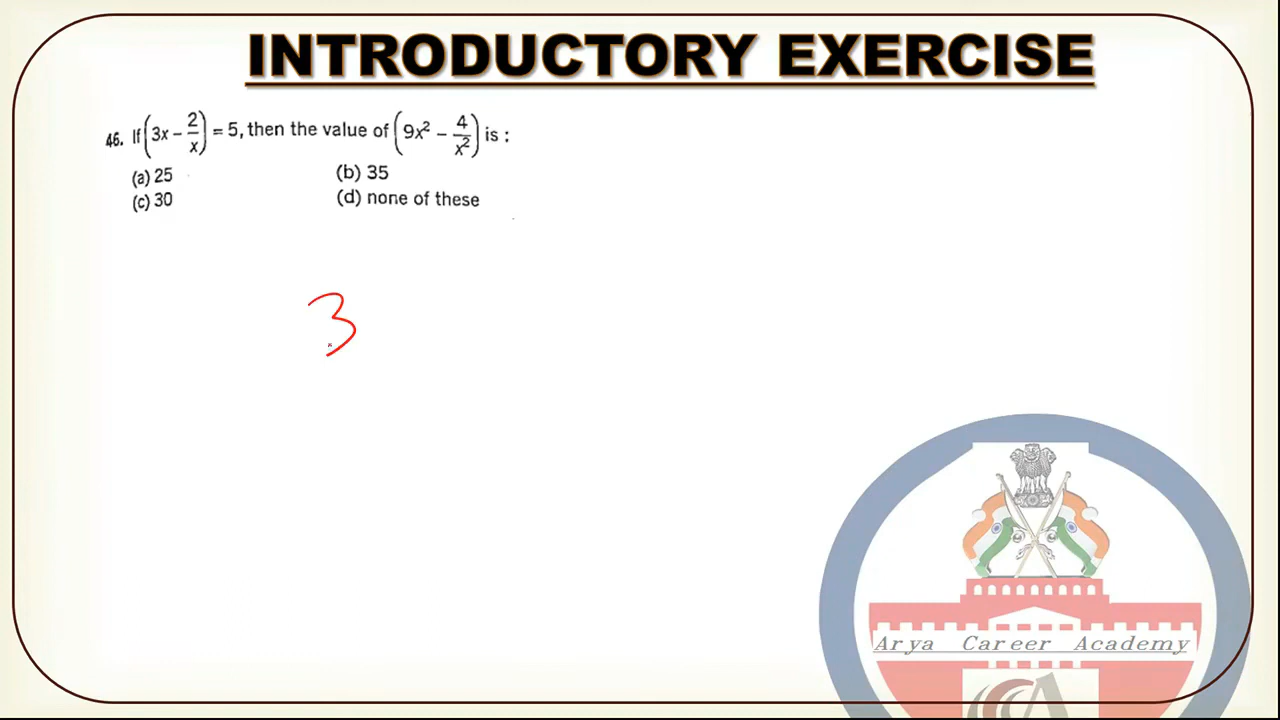 INTRODUCTORY EXERCISE
46. If (3x − 2/x) = 5, then the value of (9x² − 4/x²) is :
(a) 25 (b) 35
(c) 30 (d) none of these
3
Arya Career Academy